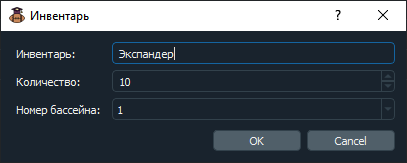 Инвентарь
Инвентарь: Экспандер
Количество: 10
Номер бассейна: 1
OK Cancel